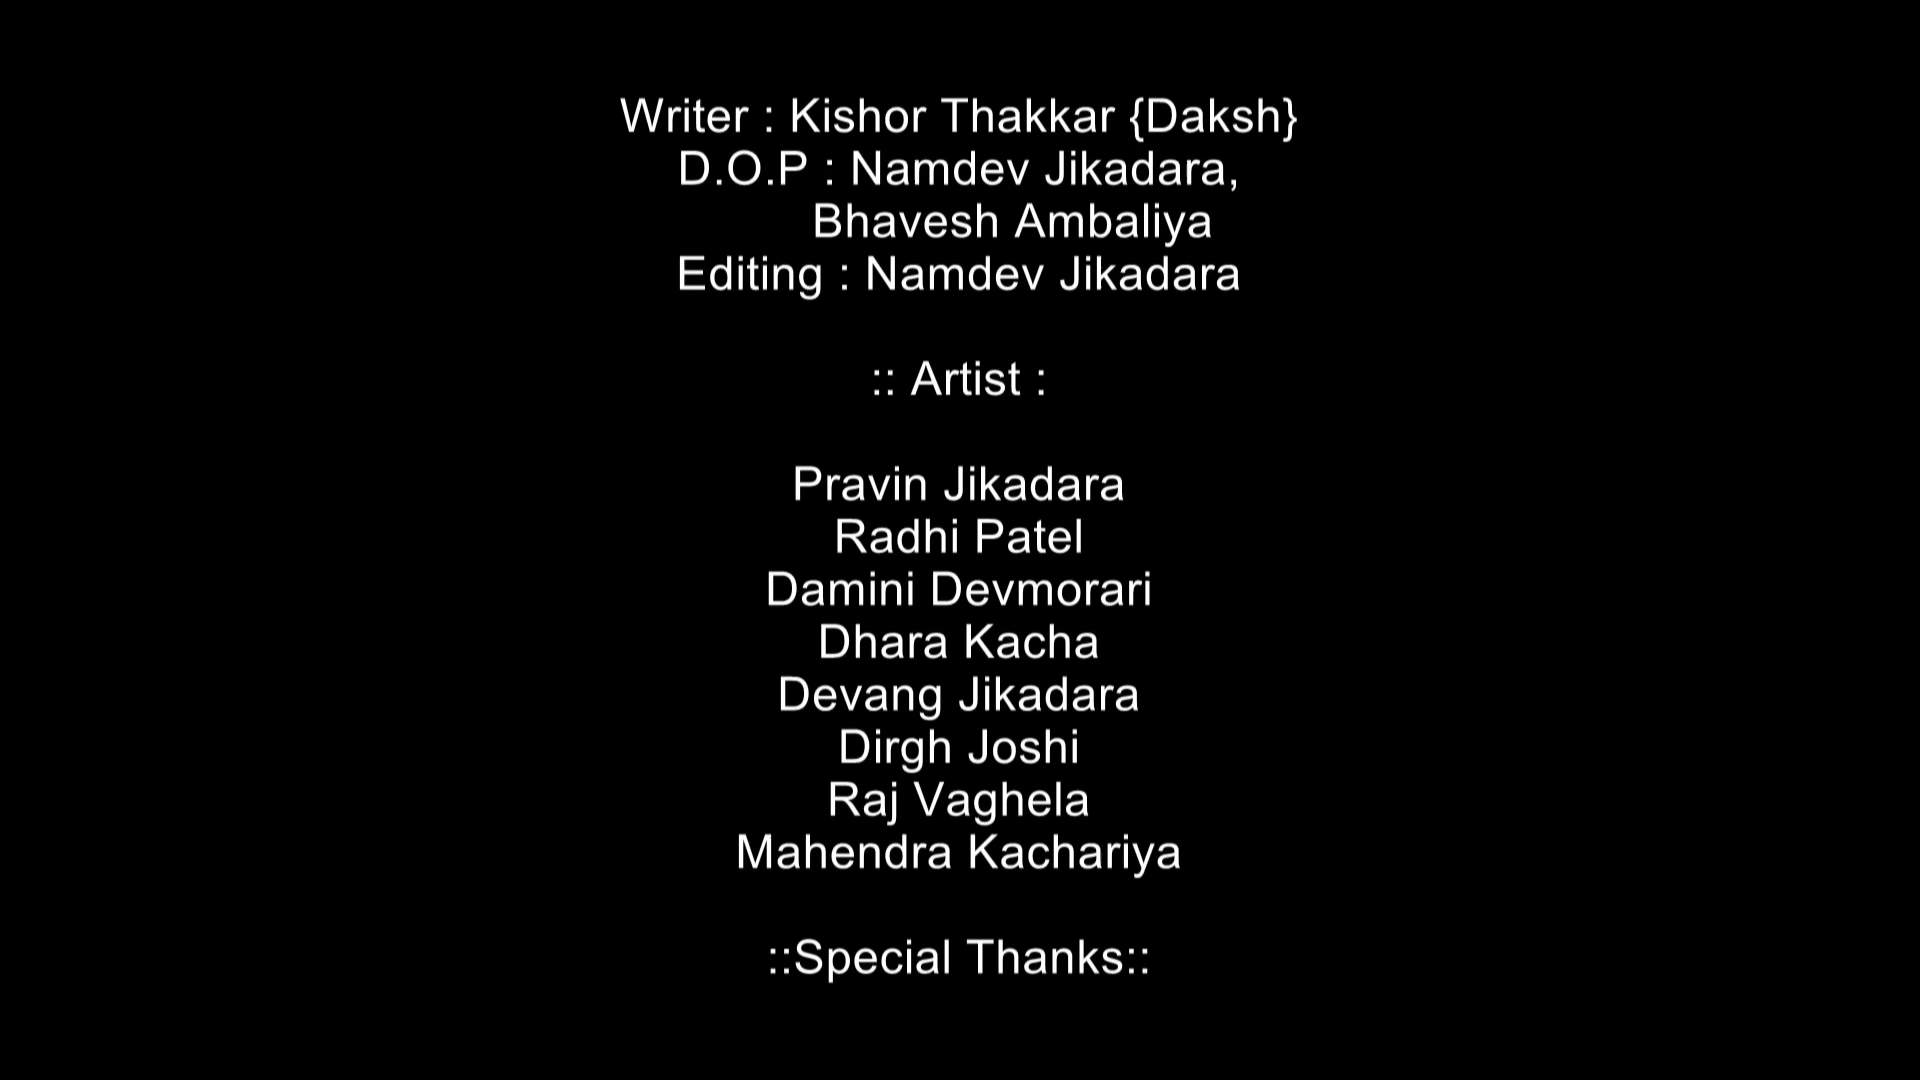 Writer : Kishor Thakkar {Daksh}
D.O.P : Namdev Jikadara,
Bhavesh Ambaliya
Editing : Namdev Jikadara
:: Artist :
Pravin Jikadara
Radhi Patel
Damini Devmorari
Dhara Kacha
Devang Jikadara
Dirgh Joshi
Raj Vaghela
Mahendra Kachariya
::Special Thanks::